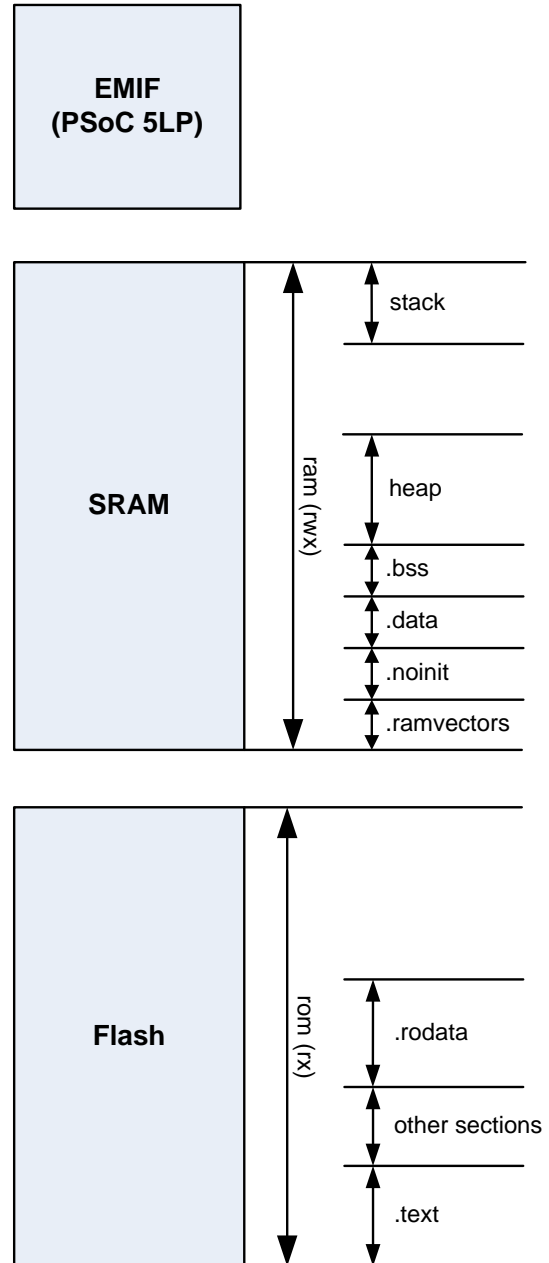 EMIF
(PSoC 5LP)
SRAM
ram (rwx)
stack
heap
.bss
.data
.noinit
.ramvectors
Flash
rom (rx)
.rodata
other sections
.text